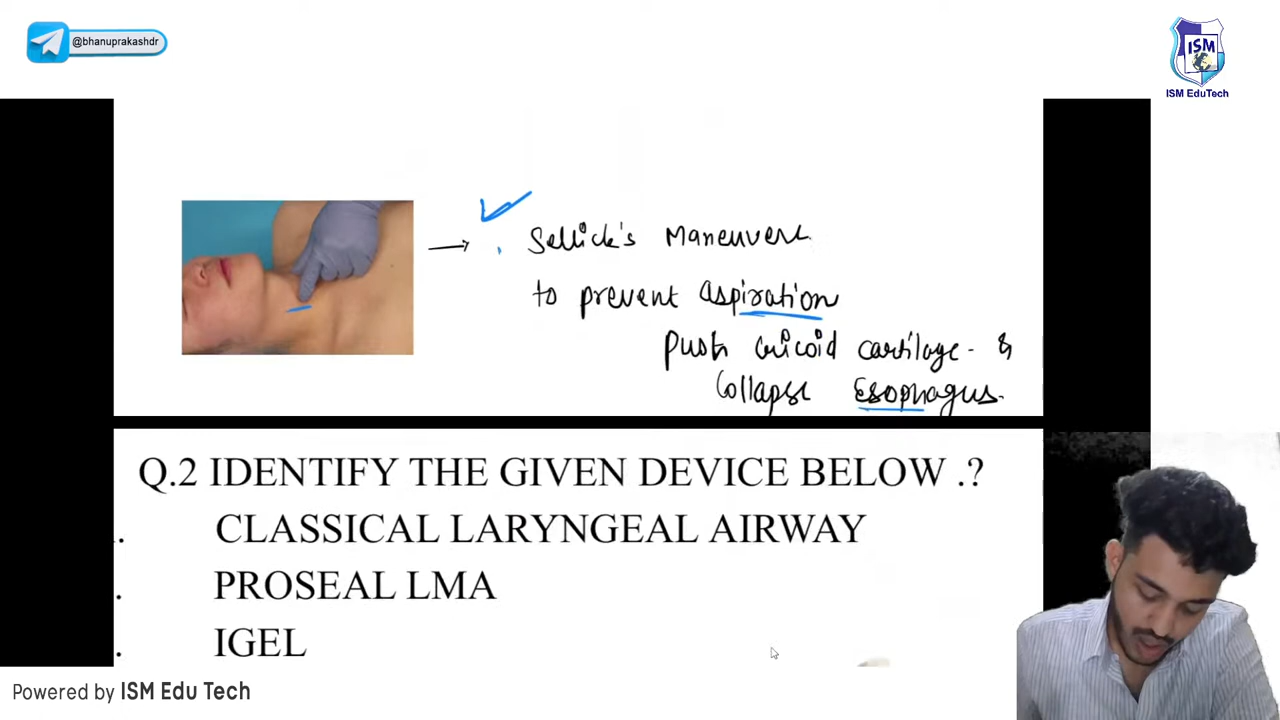 @bhanuprakashdr
ISM
ISM EduTech
Sellick's Maneuver
to prevent aspiration
push cricoid cartilage - &
Collapse Esophagus.
Q.2 IDENTIFY THE GIVEN DEVICE BELOW .?
. CLASSICAL LARYNGEAL AIRWAY
. PROSEAL LMA
. IGEL
Powered by ISM Edu Tech